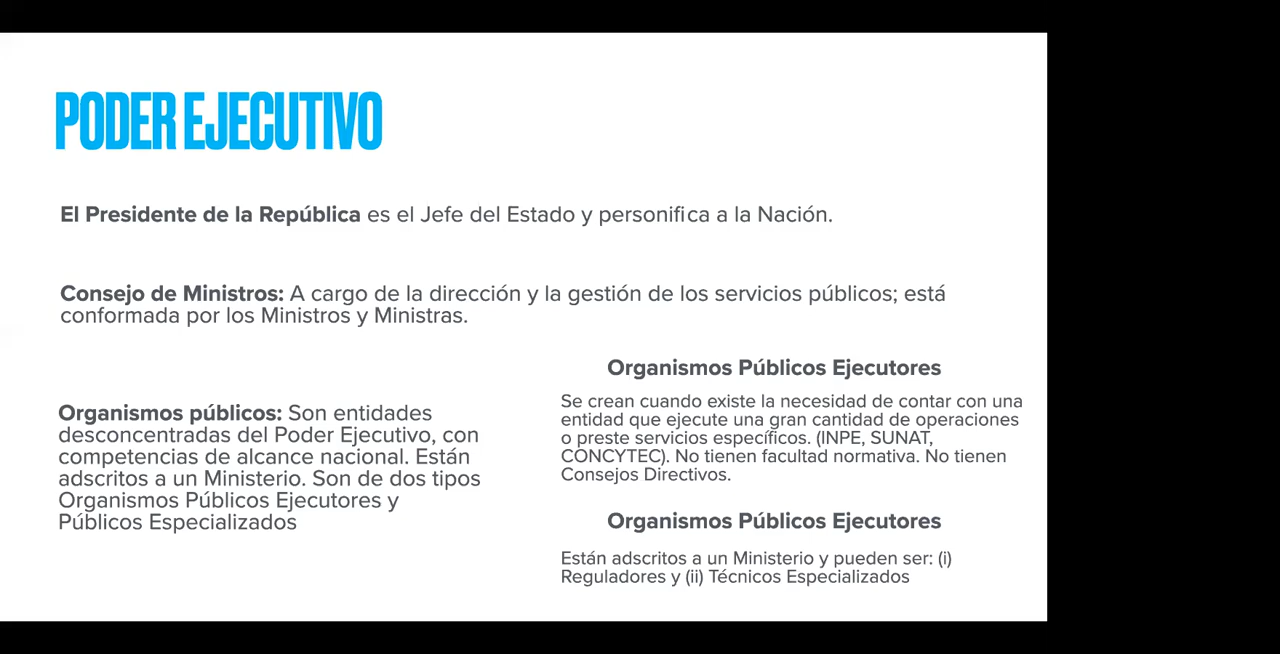 PODER EJECUTIVO
El Presidente de la República es el Jefe del Estado y personifica a la Nación.
Consejo de Ministros: A cargo de la dirección y la gestión de los servicios públicos; está
conformada por los Ministros y Ministras.
Organismos públicos: Son entidades
desconcentradas del Poder Ejecutivo, con
competencias de alcance nacional. Están
adscritos a un Ministerio. Son de dos tipos
Organismos Públicos Ejecutores y
Públicos Especializados
Organismos Públicos Ejecutores
Se crean cuando existe la necesidad de contar con una
entidad que ejecute una gran cantidad de operaciones
o preste servicios específicos. (INPE, SUNAT,
CONCYTEC). No tienen facultad normativa. No tienen
Consejos Directivos.
Organismos Públicos Ejecutores
Están adscritos a un Ministerio y pueden ser: (i)
Reguladores y (ii) Técnicos Especializados